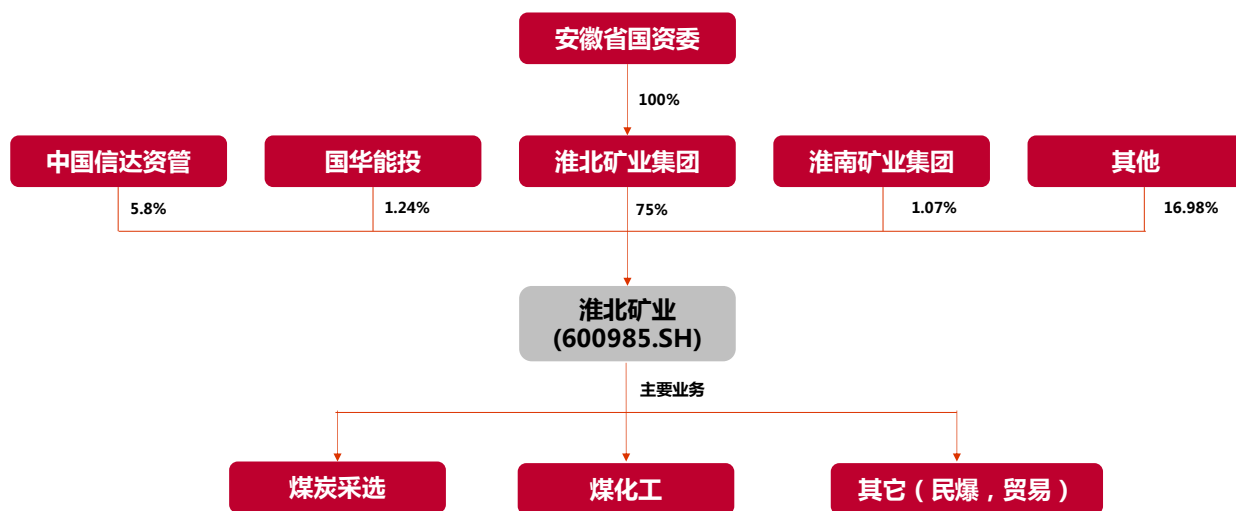 安徽省国资委
100%
中国信达资管
国华能投
淮北矿业集团
淮南矿业集团
其他
5.8%
1.24%
75%
1.07%
16.98%
淮北矿业
(600985.SH)
主要业务
煤炭采选
煤化工
其它（民爆，贸易）